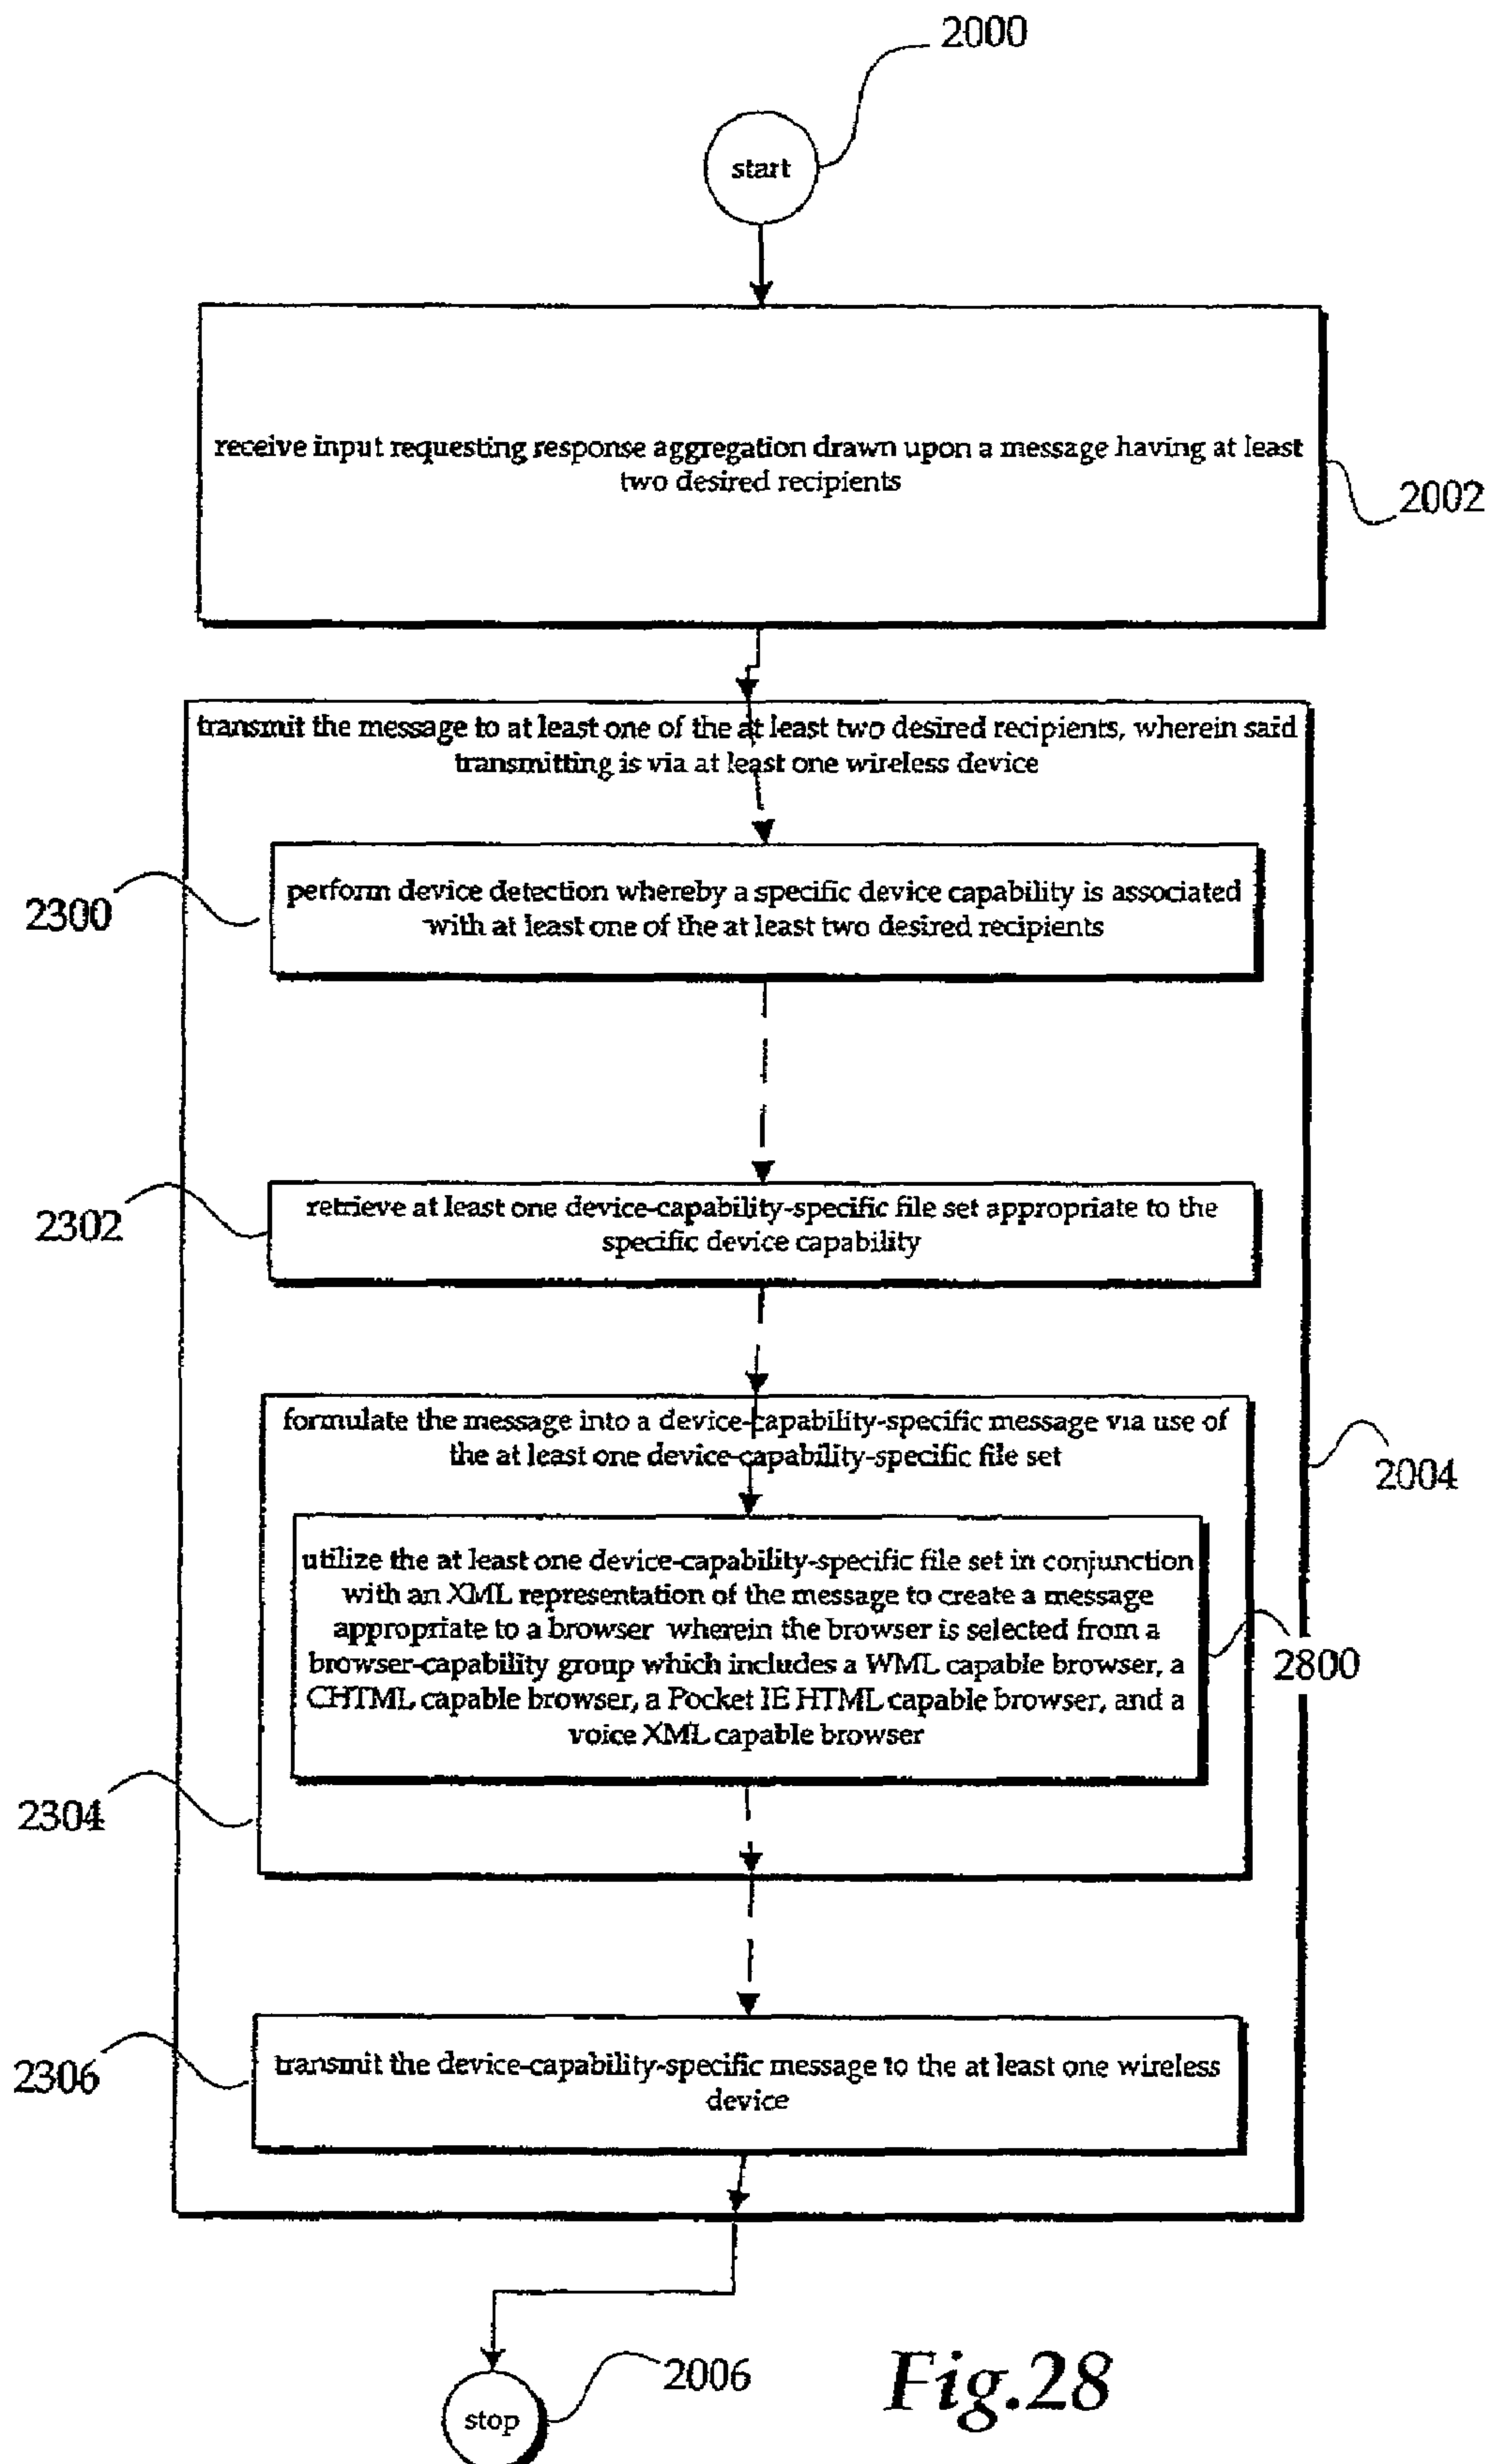 2000
start
receive input requesting response aggregation drawn upon a message having at least
two desired recipients
2002
transmit the message to at least one of the at least two desired recipients, wherein said
transmitting is via at least one wireless device
perform device detection whereby a specific device capability is associated
with at least one of the at least two desired recipients
2300
retrieve at least one device-capability-specific file set appropriate to the
specific device capability
2302
formulate the message into a device-capability-specific message via use of
the at least one device-capability-specific file set
2004
utilize the at least one device-capability-specific file set in conjunction
with an XML representation of the message to create a message
appropriate to a browser wherein the browser is selected from a
browser-capability group which includes a WML capable browser, a
CHTML capable browser, a Pocket IE HTML capable browser, and a
voice XML capable browser
2800
2304
transmit the device-capability-specific message to the at least one wireless
device
2306
stop
2006
Fig.28